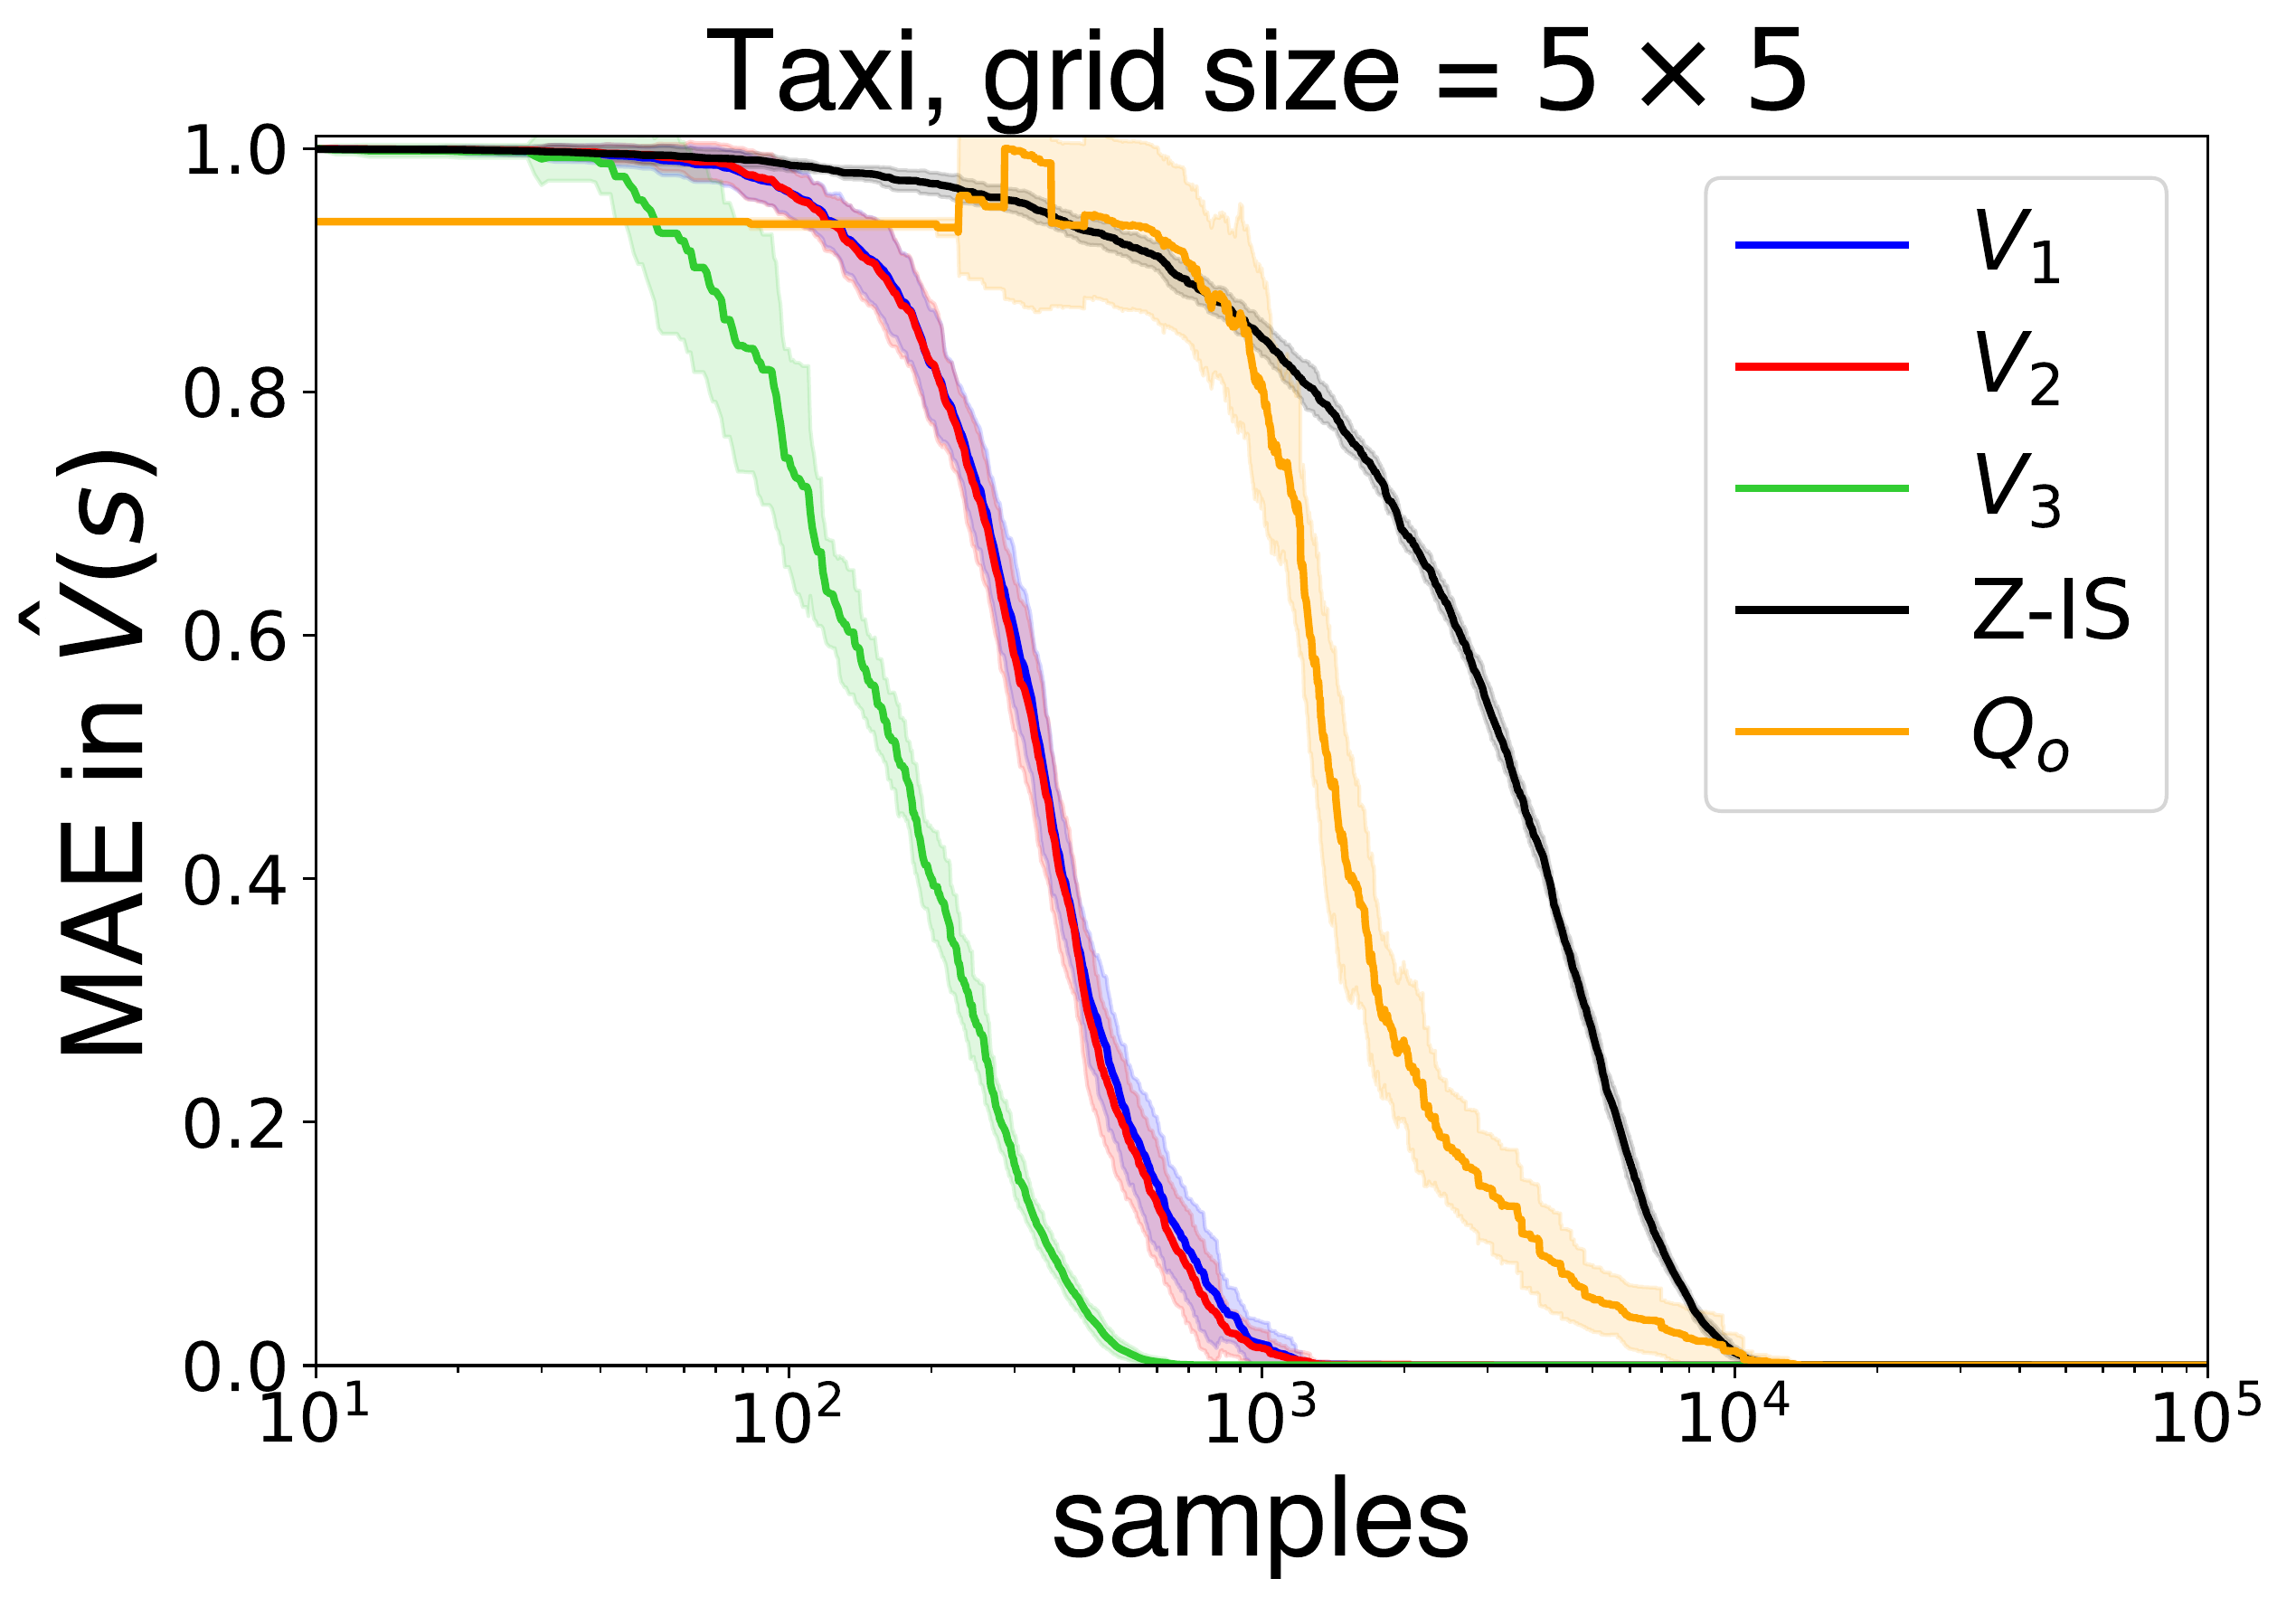 Taxi, grid size = 5 × 5
MAE in V̂(s)
1.0
0.8
0.6
0.4
0.2
0.0
10¹ 10² 10³ 10⁴ 10⁵
samples
V₁
V₂
V₃
Z-IS
Qₒ